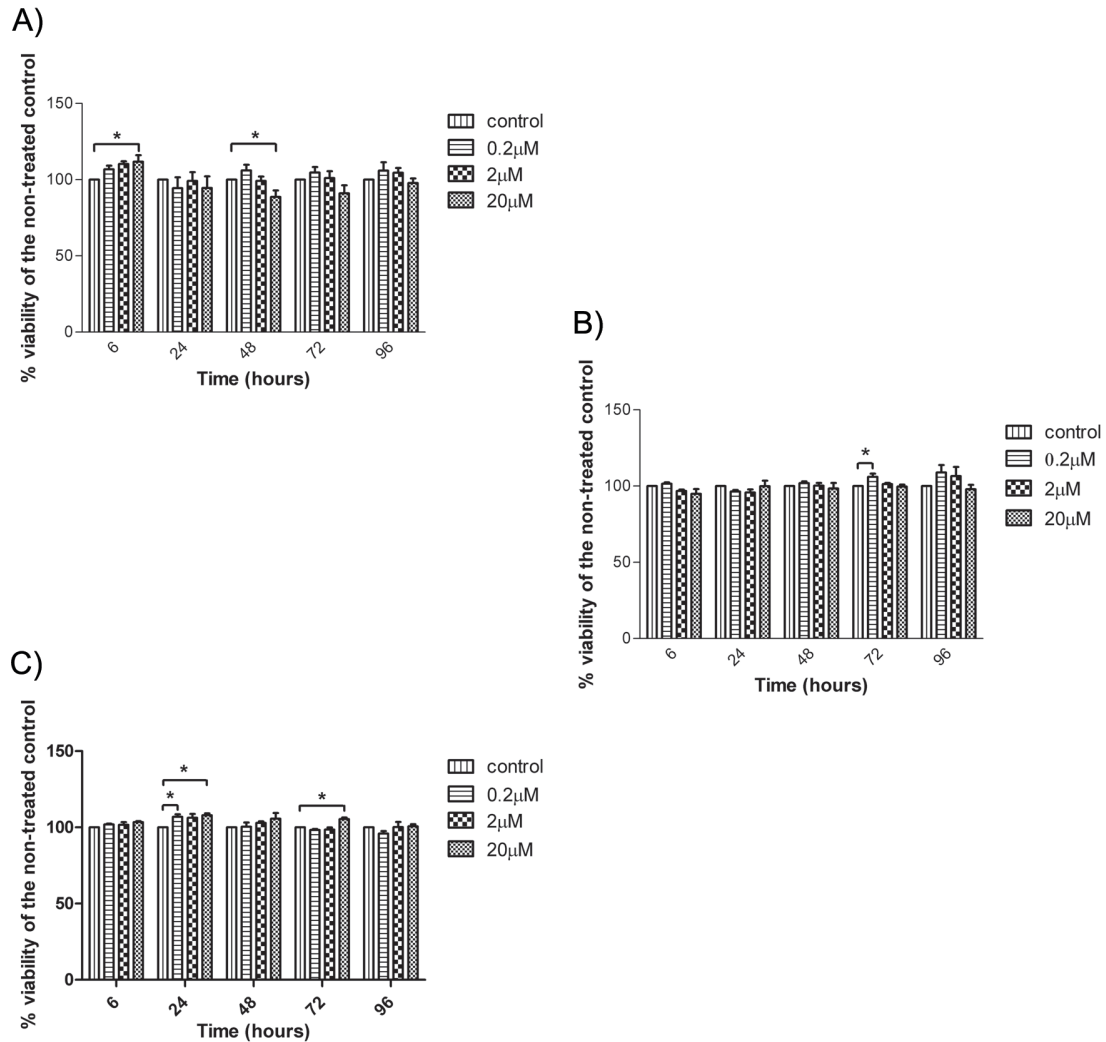 A)
% viability of the non-treated control
150
100
50
0
*
*
6
24
48
72
96
Time (hours)
control
0.2μM
2μM
20μM
B)
% viability of the non-treated control
150
100
50
0
*
6
24
48
72
96
Time (hours)
control
0.2μM
2μM
20μM
C)
% viability of the non-treated control
150
100
50
0
*
*
*
6
24
48
72
96
Time (hours)
control
0.2μM
2μM
20μM